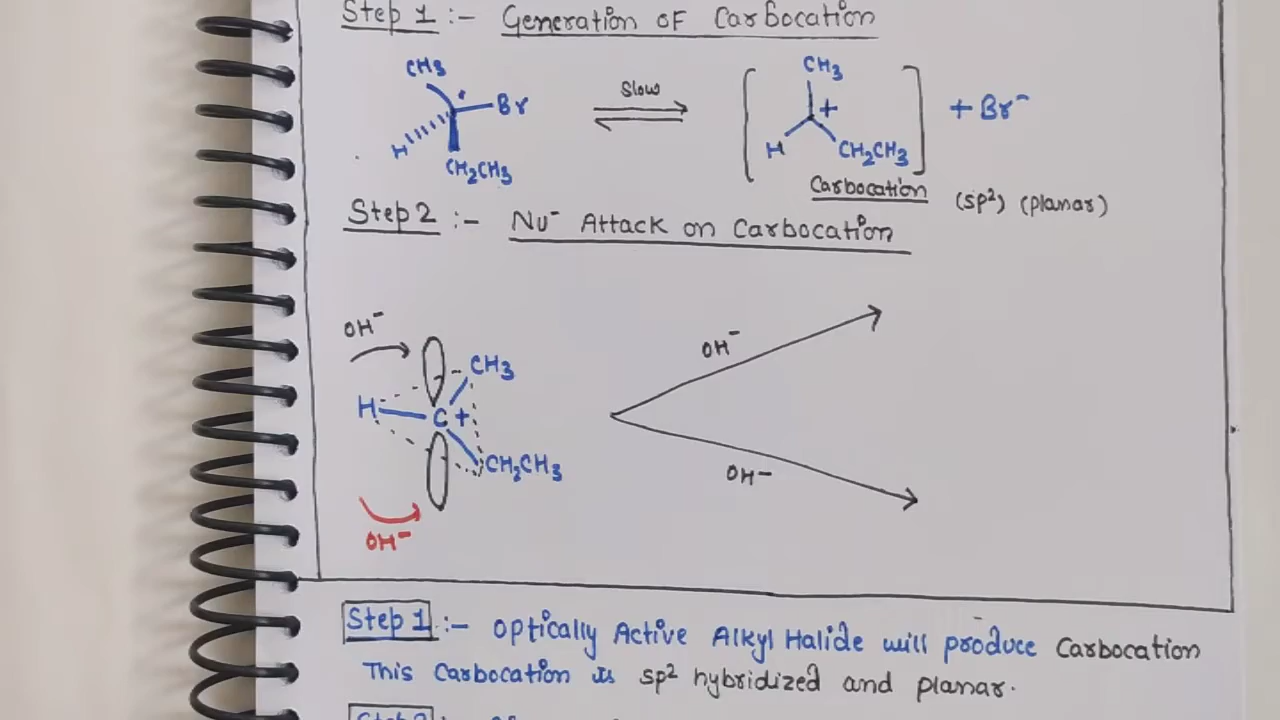 Step 1 :- Generation of Carbocation
CH3
Br
H
CH2CH3
Slow
CH3
+
H
CH2CH3
+ Br⁻
Carbocation (sp²) (planar)
Step 2 :- Nu⁻ Attack on Carbocation
OH⁻
CH3
H
C +
CH2CH3
OH⁻
OH⁻
OH⁻
Step 1 :- Optically Active Alkyl Halide will produce Carbocation
This Carbocation is sp² hybridized and planar.